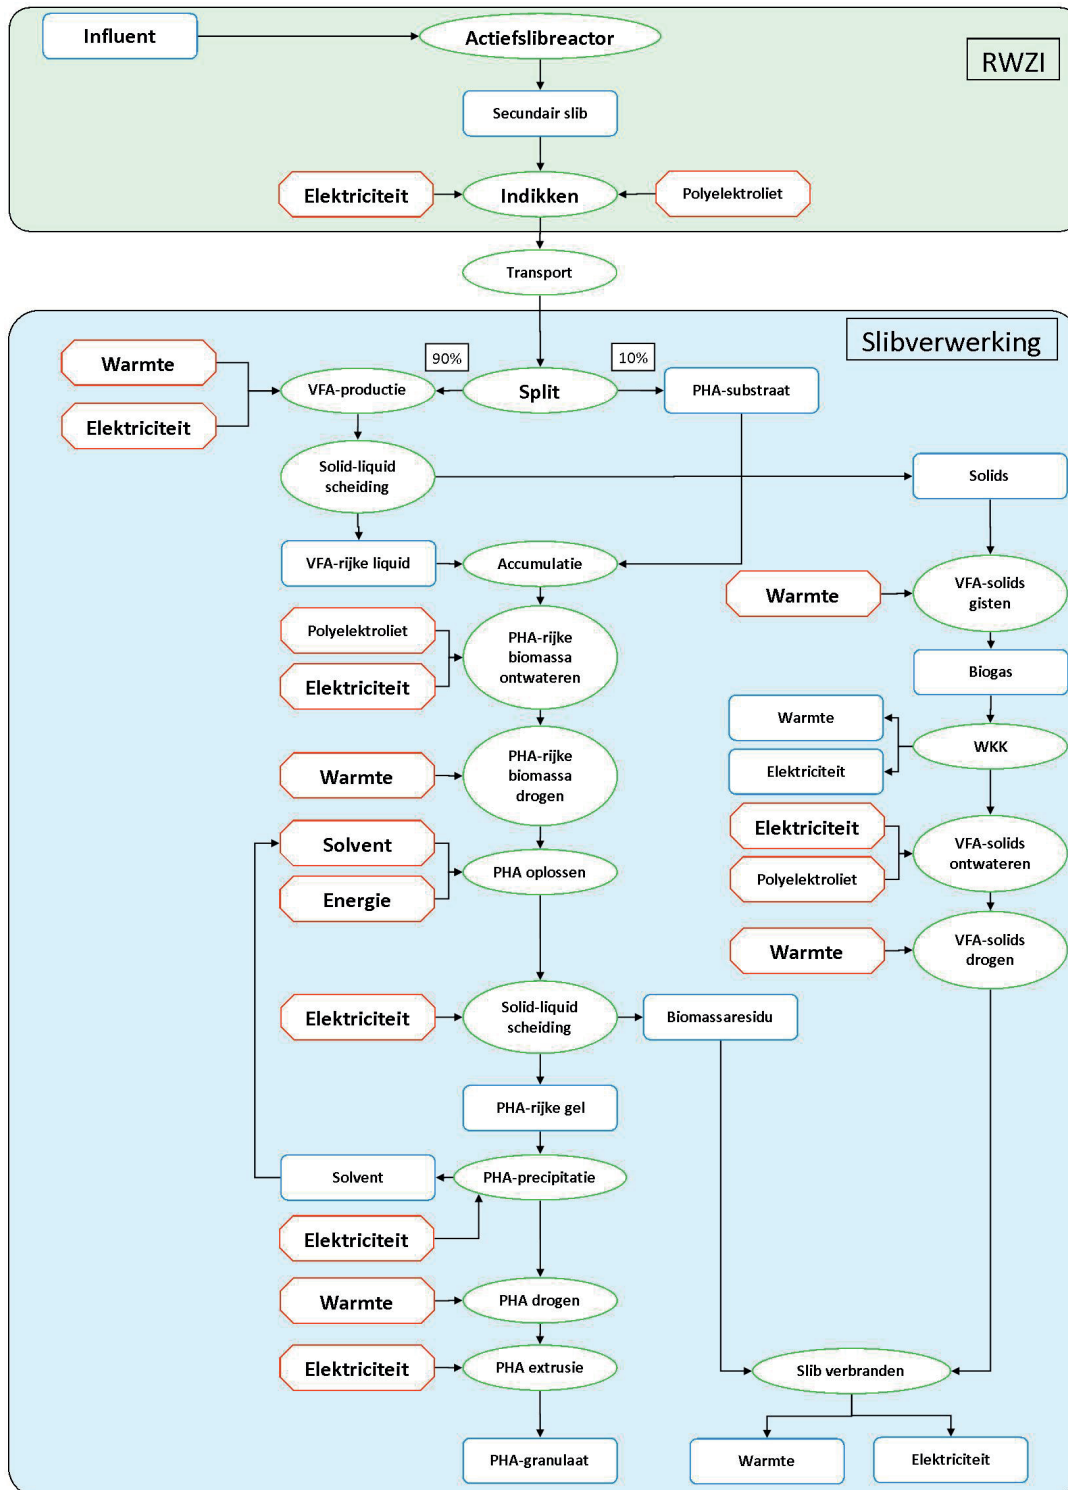 Influent
Actiefslibreactor
RWZI
Secundair slib
Elektriciteit
Indikken
Polyelektroliet
Transport
Slibverwerking
Warmte
90%
10%
VFA-productie
Split
PHA-substraat
Elektriciteit
Solid-liquid
scheiding
Solids
VFA-rijke liquid
Accumulatie
Warmte
VFA-solids
gisten
Polyelektroliet
PHA-rijke
biomassa
ontwateren
Elektriciteit
Biogas
Warmte
WKK
Elektriciteit
PHA-rijke
biomassa
drogen
Warmte
Solvent
PHA oplossen
Energie
Elektriciteit
VFA-solids
ontwateren
Polyelektroliet
Warmte
VFA-solids
drogen
Elektriciteit
Solid-liquid
scheiding
Biomassaresidu
PHA-rijke gel
Solvent
PHA-precipitatie
Elektriciteit
Warmte
PHA drogen
Elektriciteit
PHA extrusie
Slib verbranden
PHA-granulaat
Warmte
Elektriciteit